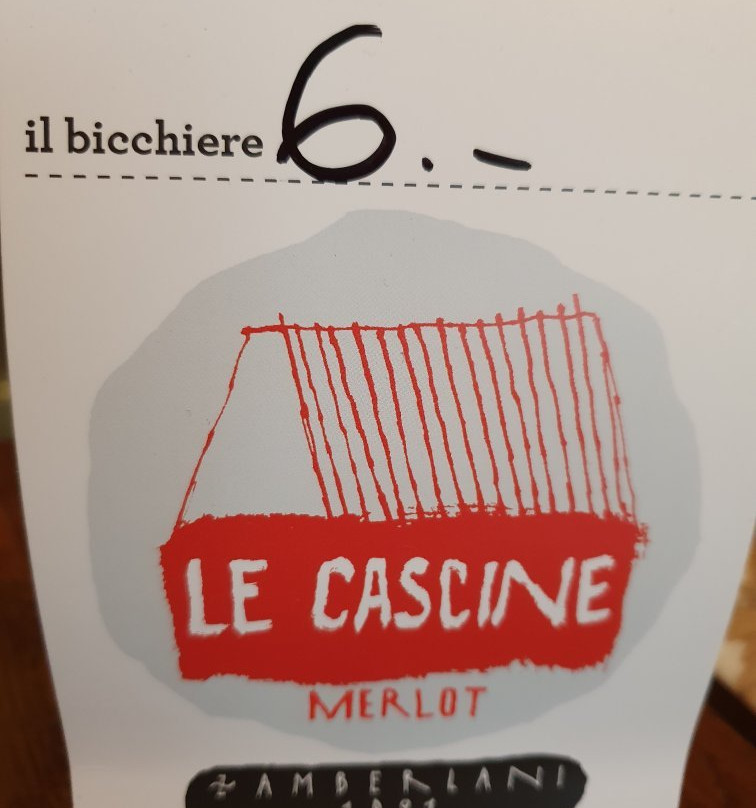 il bicchiere 6.-
LE CASCINE
MERLOT
ZAMBERLANI